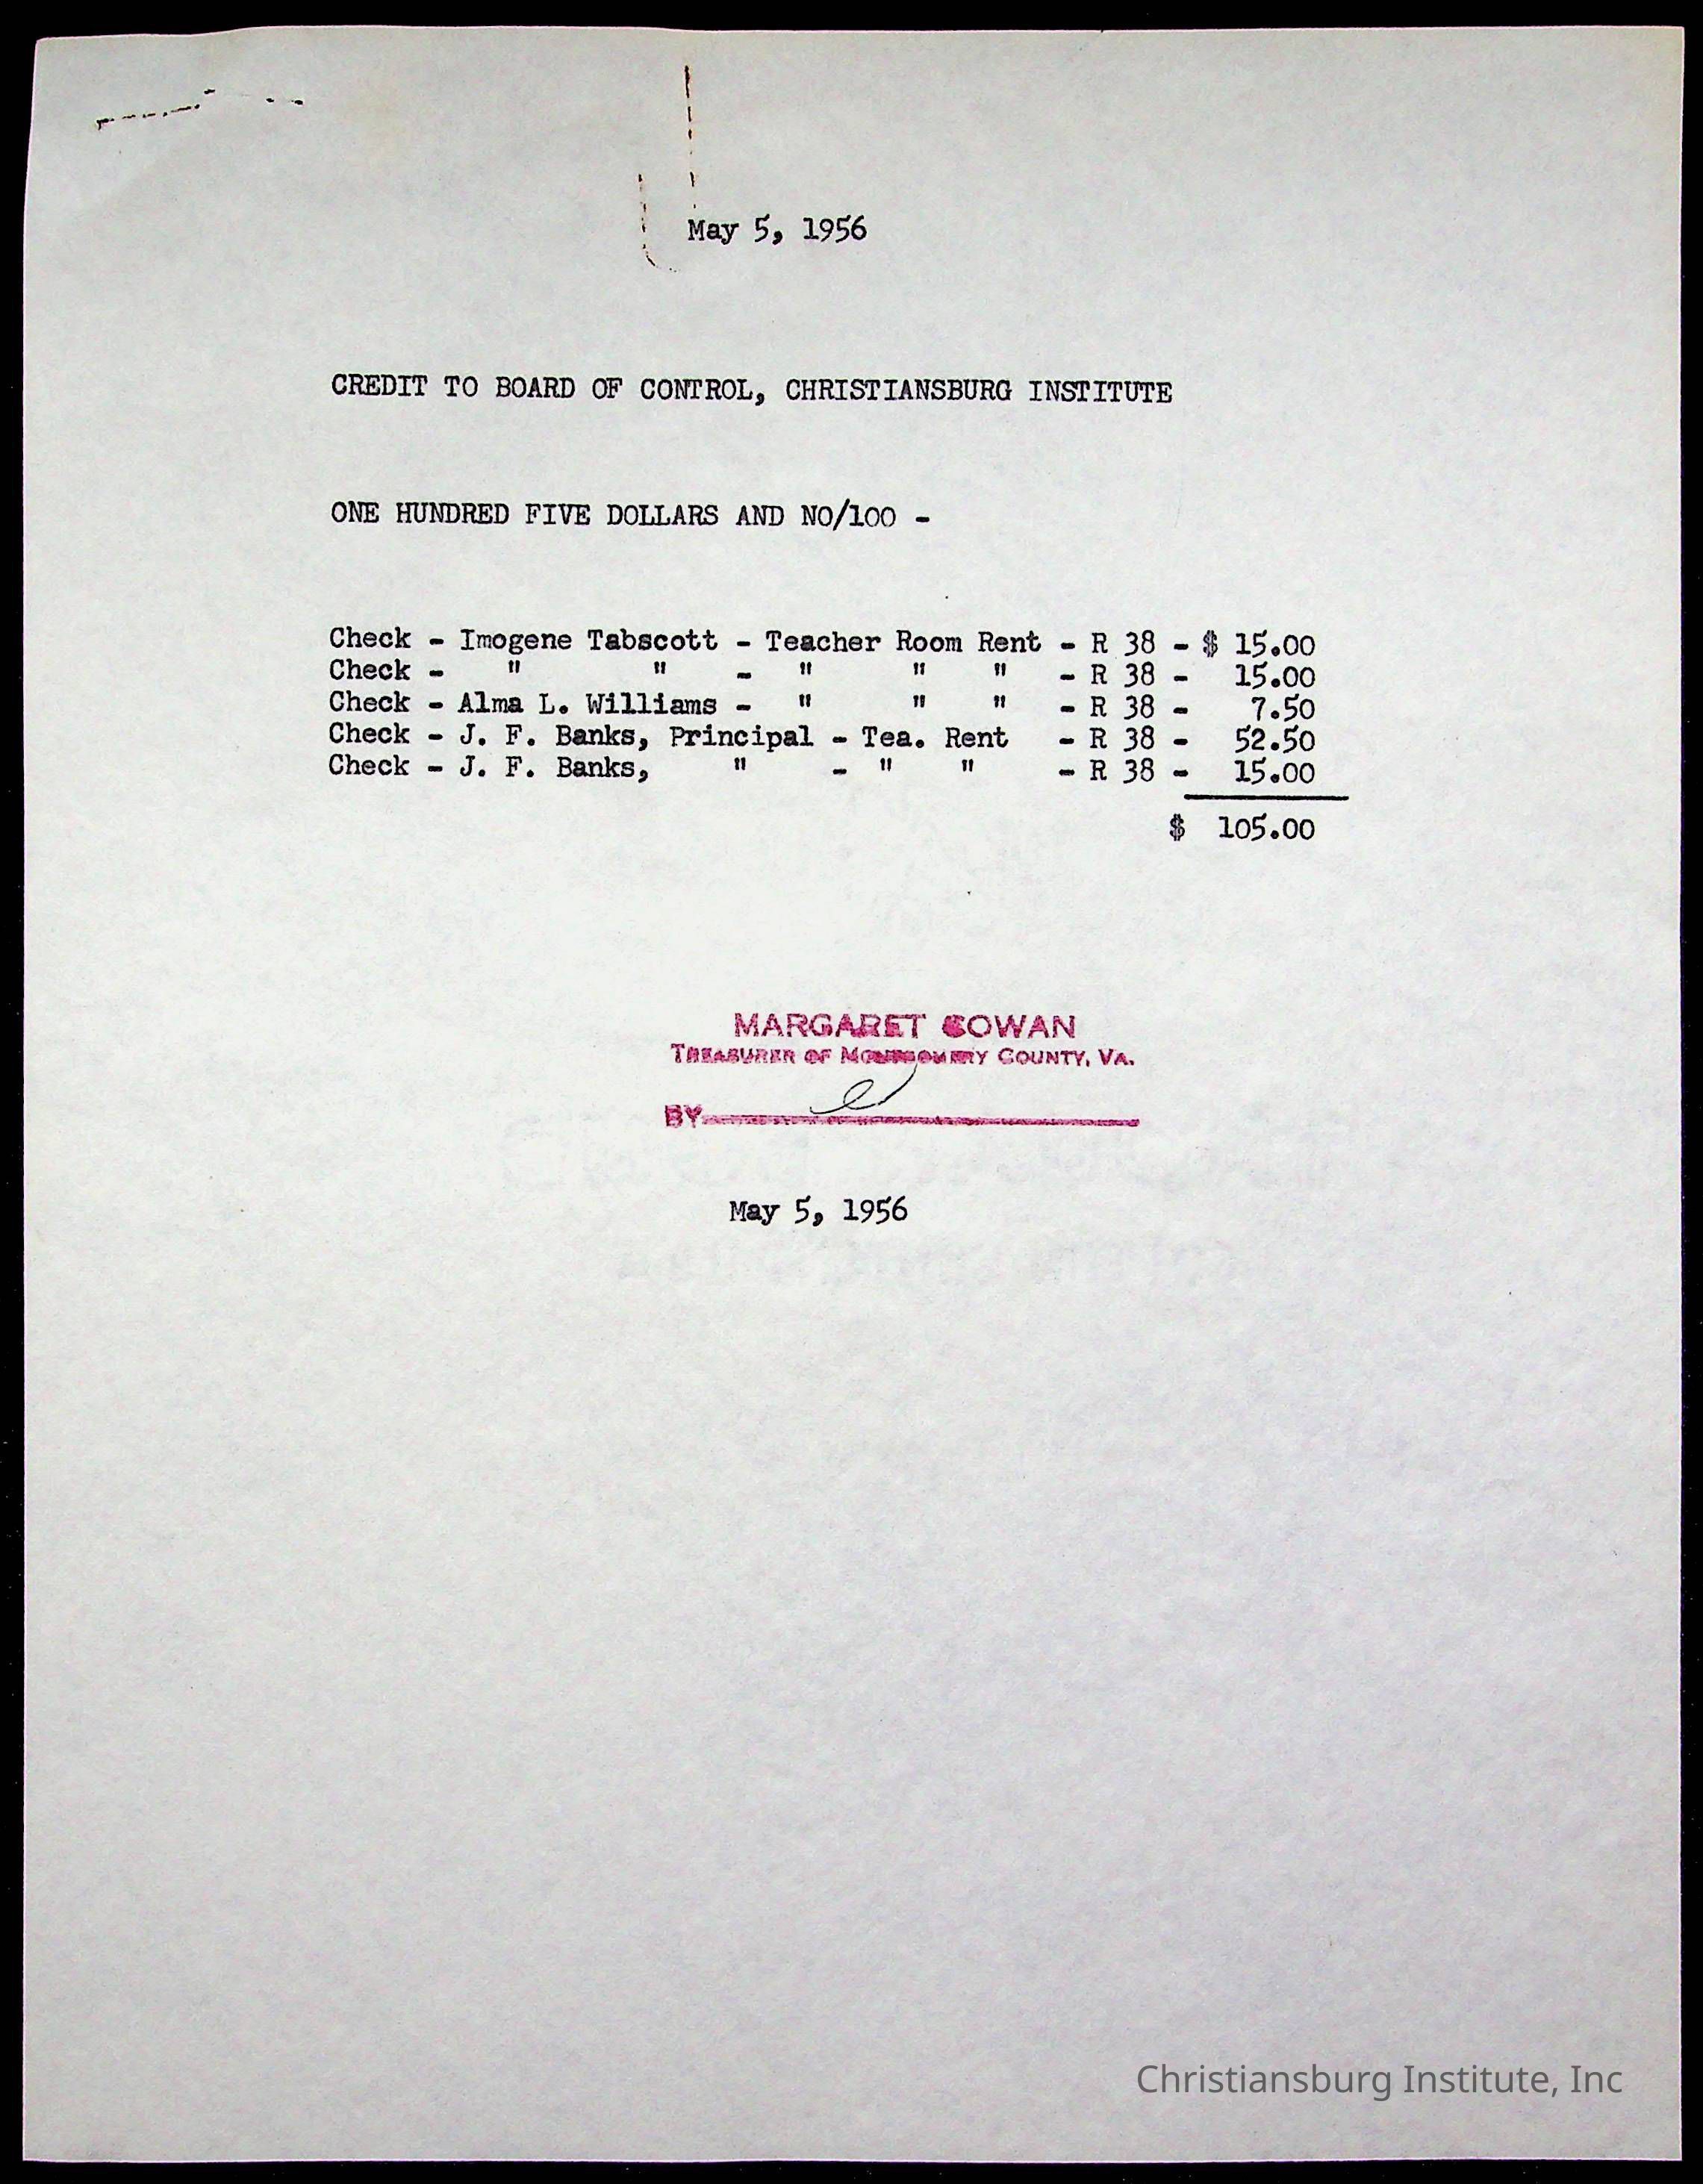 May 5, 1956
CREDIT TO BOARD OF CONTROL, CHRISTIANSBURG INSTITUTE
ONE HUNDRED FIVE DOLLARS AND NO/100 -
Check - Imogene Tabscott - Teacher Room Rent - R 38 - $ 15.00
Check - " " - " " " - R 38 - 15.00
Check - Alma L. Williams - " " " - R 38 - 7.50
Check - J. F. Banks, Principal - Tea. Rent - R 38 - 52.50
Check - J. F. Banks, " - " " - R 38 - 15.00
$ 105.00
MARGARET COWAN
TREASURER OF MONTGOMERY COUNTY, VA.
BY
May 5, 1956
Christiansburg Institute, Inc